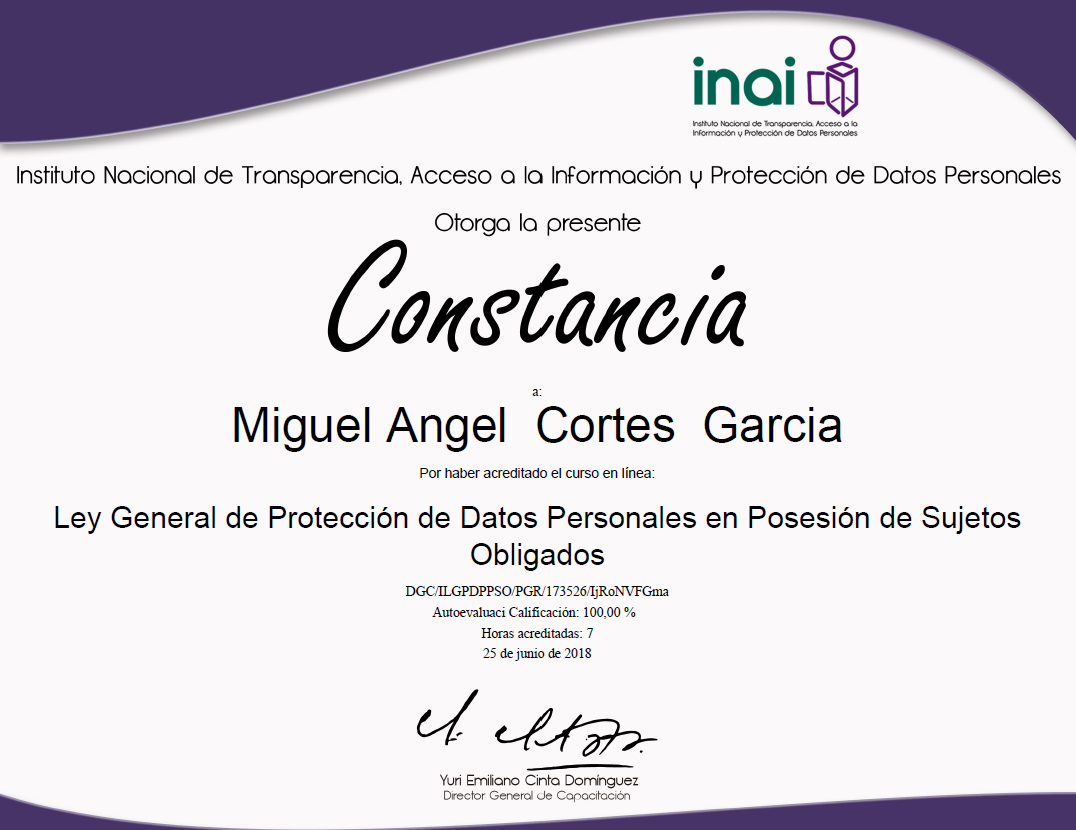 inai
Instituto Nacional de Transparencia, Acceso a la
Información y Protección de Datos Personales
Instituto Nacional de Transparencia, Acceso a la Información y Protección de Datos Personales
Otorga la presente
Constancia
a:
Miguel Angel Cortes Garcia
Por haber acreditado el curso en línea:
Ley General de Protección de Datos Personales en Posesión de Sujetos
Obligados
DGC/ILGPDPPSO/PGR/173526/IjRoNVFGma
Autoevaluaci Calificación: 100,00 %
Horas acreditadas: 7
25 de junio de 2018
Yuri Emiliano Cinta Domínguez
Director General de Capacitación